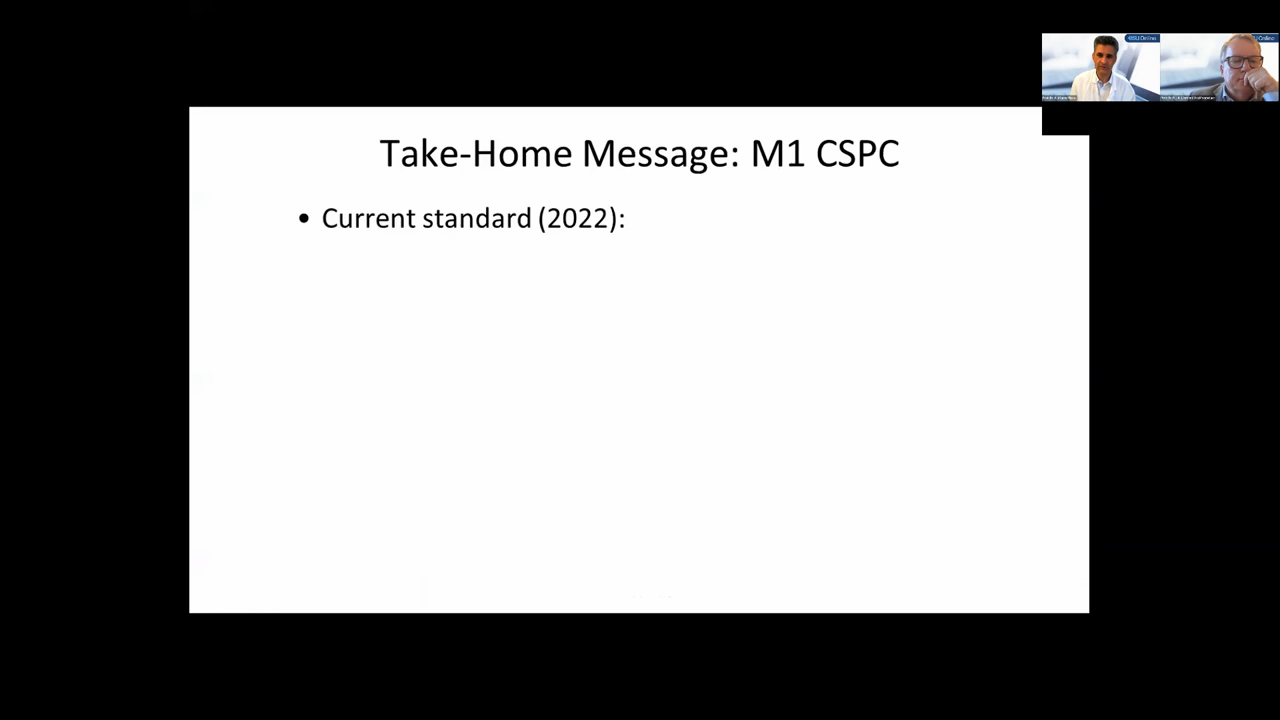 Take-Home Message: M1 CSPC
• Current standard (2022):